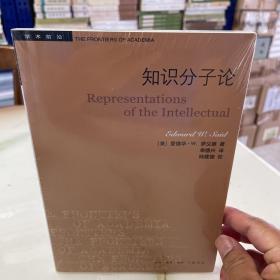 学术前沿 THE FRONTIERS OF ACADEMIA
知识分子论
Representations
of the Intellectual
Edward W. Said
[美] 爱德华·W. 萨义德 著
单德兴 译
陆建德 校